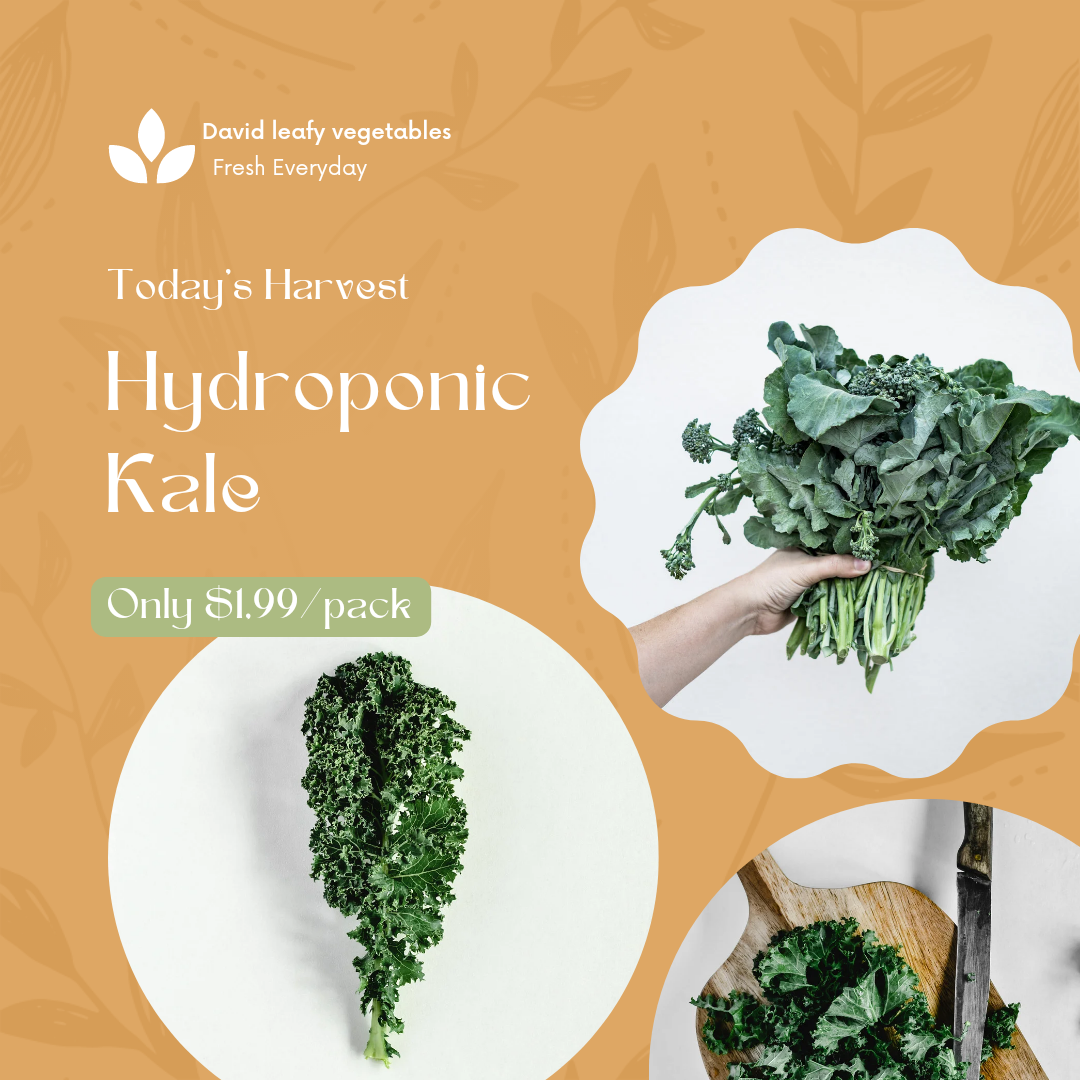 David leafy vegetables
Fresh Everyday
Today's Harvest
Hydroponic
Kale
Only $1.99/pack